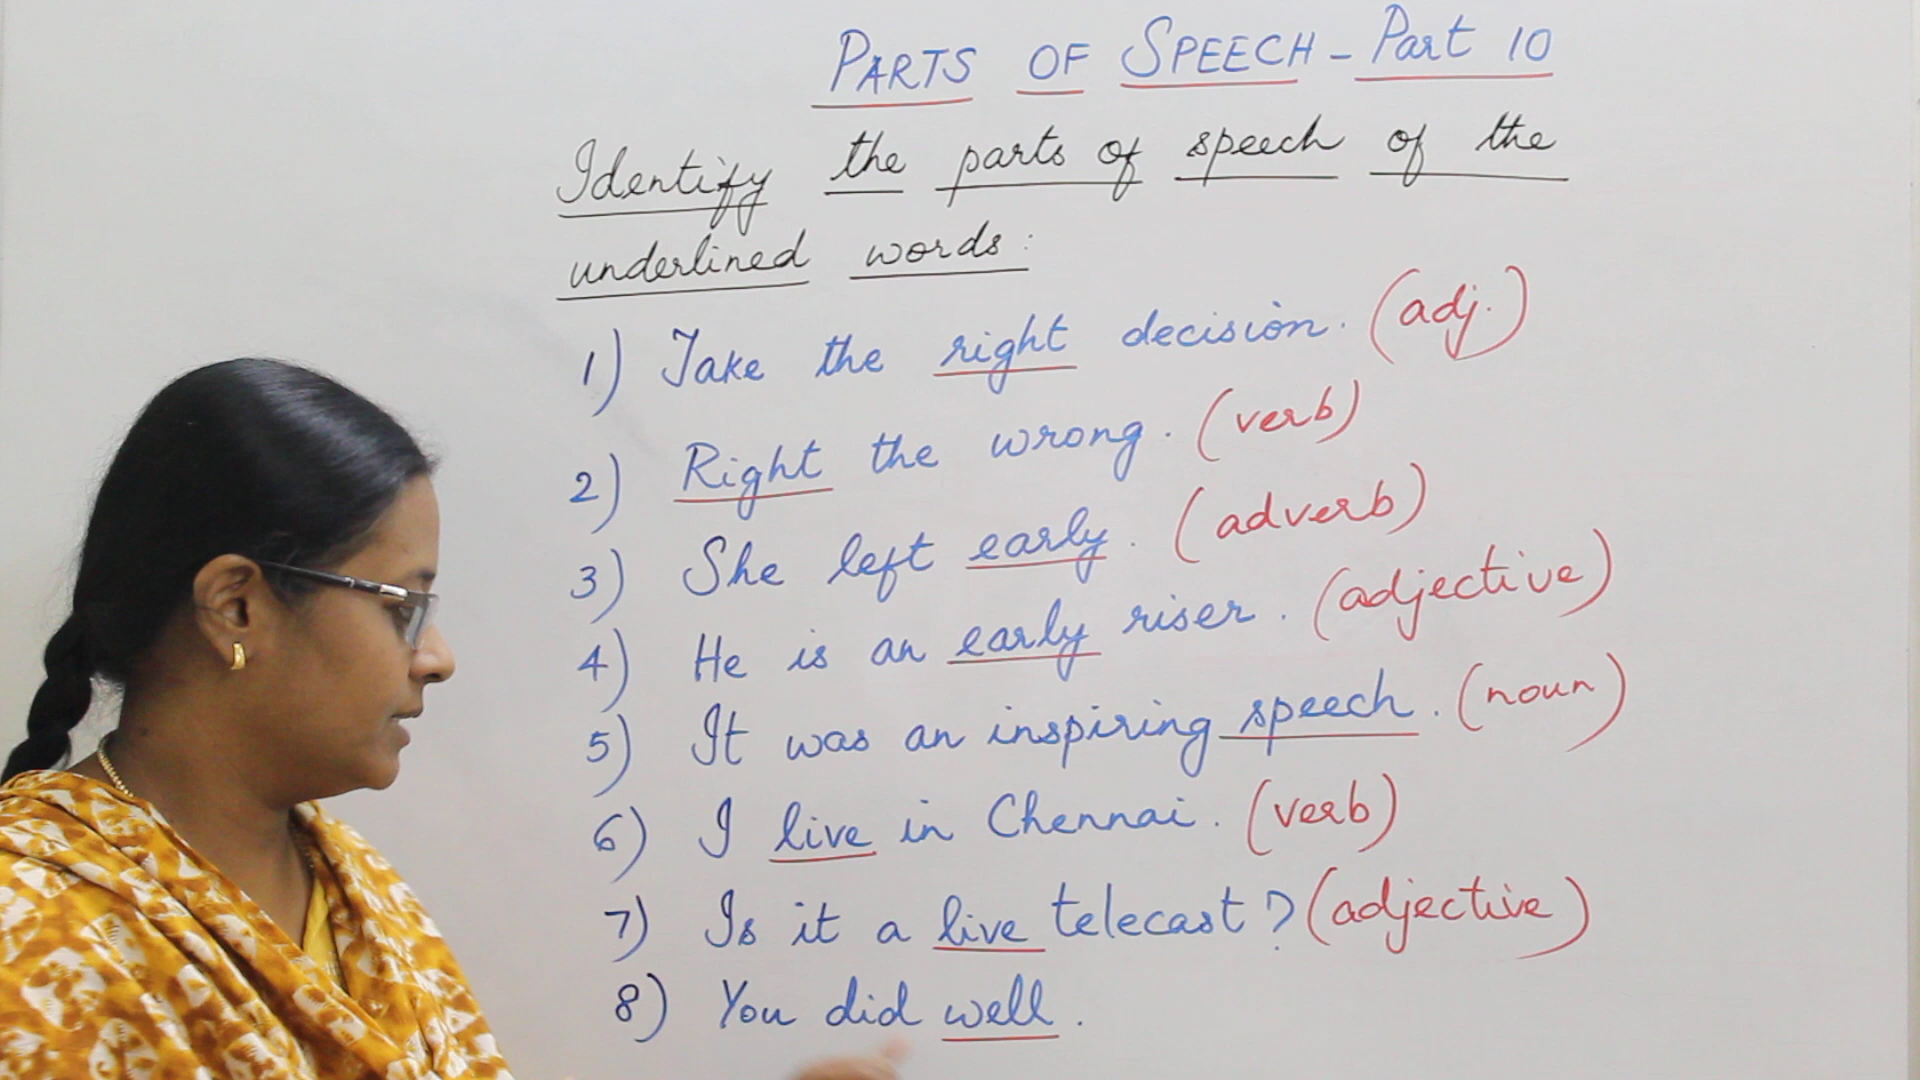 PARTS OF SPEECH - Part 10
Identify the parts of speech of the
underlined words:
1) Take the right decision. (adj.)
2) Right the wrong. (verb)
3) She left early. (adverb)
4) He is an early riser. (adjective)
5) It was an inspiring speech. (noun)
6) I live in Chennai. (verb)
7) Is it a live telecast? (adjective)
8) You did well.